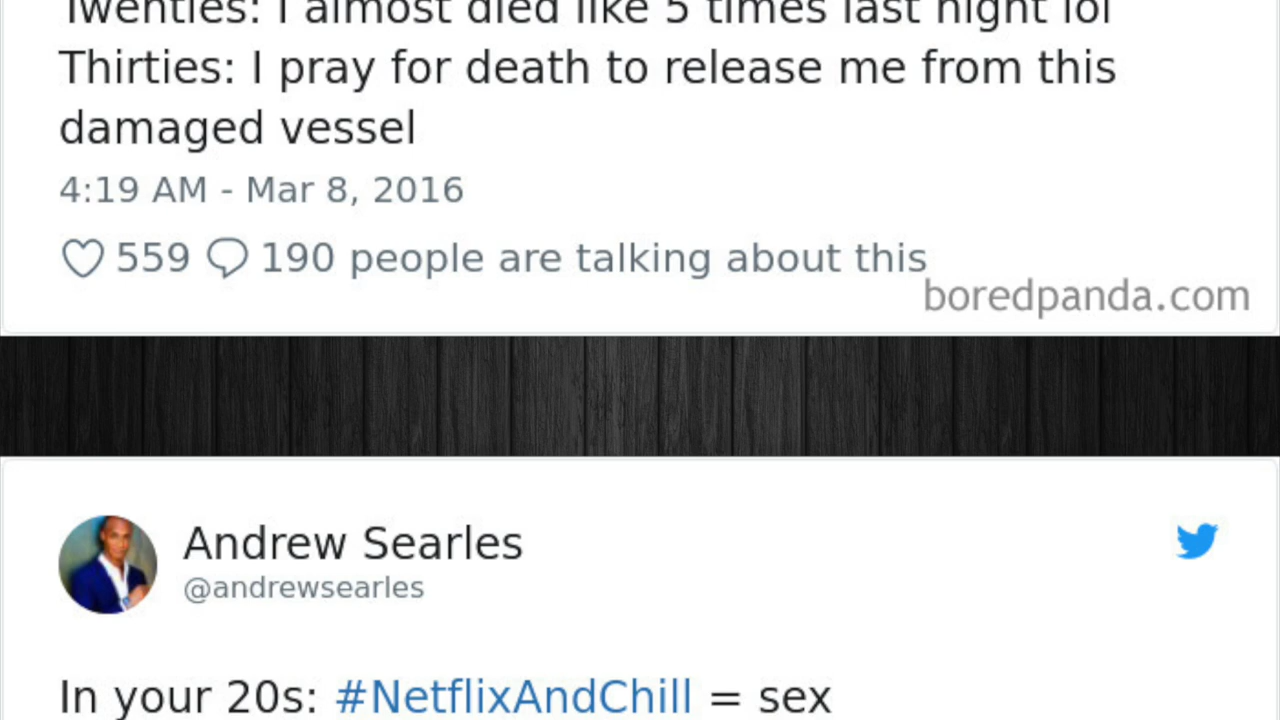 Twenties: I almost died like 5 times last night lol
Thirties: I pray for death to release me from this
damaged vessel
4:19 AM - Mar 8, 2016
559 190 people are talking about this
boredpanda.com
Andrew Searles
@andrewsearles
In your 20s: #NetflixAndChill = sex